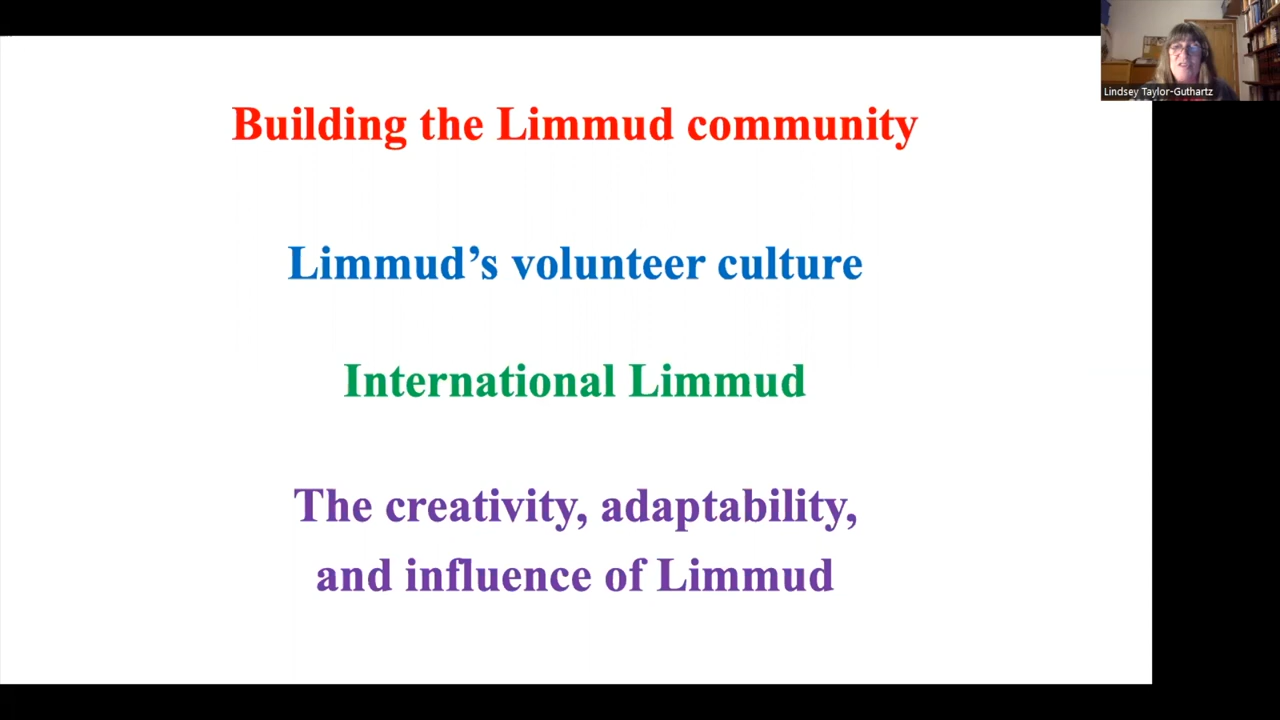 Lindsey Taylor-Guthartz
Building the Limmud community
Limmud’s volunteer culture
International Limmud
The creativity, adaptability,
and influence of Limmud